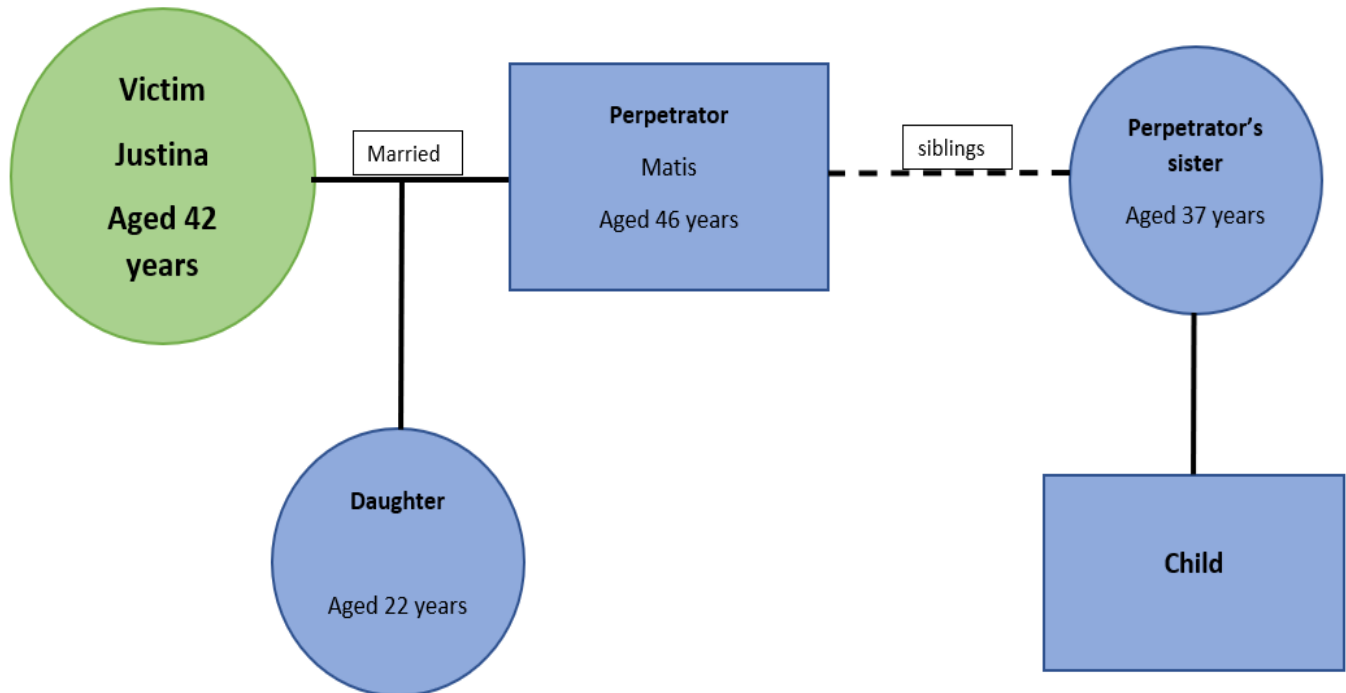 Victim
Justina
Aged 42
years
Married
Perpetrator
Matis
Aged 46 years
siblings
Perpetrator's
sister
Aged 37 years
Daughter
Aged 22 years
Child